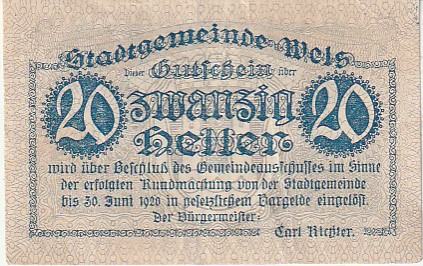 Stadtgemeinde Wels
Dieser Gutschein über
20 zwanzig 20
Heller
wird über Beschluß des Gemeindeausschusses im Sinne
der erfolgten Kundmachung von der Stadtgemeinde
bis 30. Juni 1920 in gesetzlichem Bargelde eingelöst.
Der Bürgermeister:
Carl Richter.